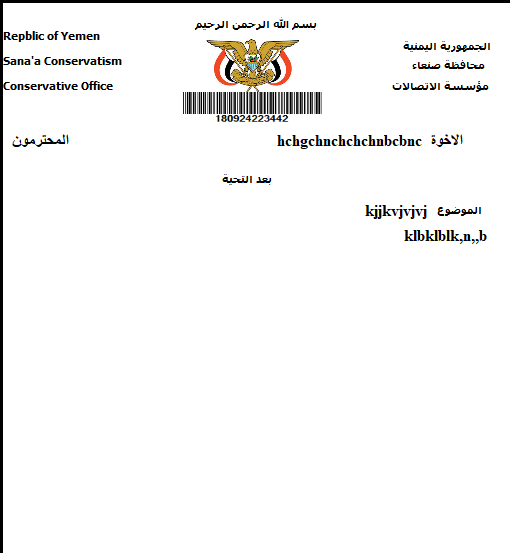 بسم الله الرحمن الرحيم
الجمهورية اليمنية
محافظة صنعاء
مؤسسة الاتصالات
Repblic of Yemen
Sana'a Conservatism
Conservative Office
180924223442
الاخوة hchgchnchchchnbcbnc المحترمون
بعد التحية
الموضوع kjjkvjvjvj
klbklblk,n,,b